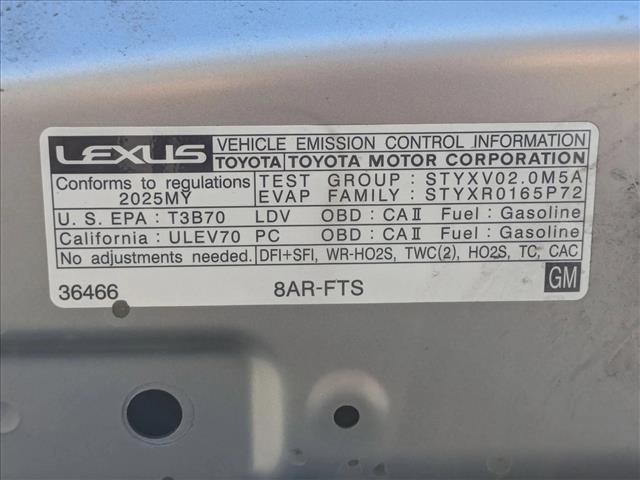 LEXUS VEHICLE EMISSION CONTROL INFORMATION
TOYOTA TOYOTA MOTOR CORPORATION
Conforms to regulations TEST GROUP : STYXV02.0M5A
2025MY EVAP FAMILY : STYXR0165P72
U. S. EPA : T3B70 LDV OBD : CAⅡ Fuel : Gasoline
California : ULEV70 PC OBD : CAⅡ Fuel : Gasoline
No adjustments needed. DFI+SFI, WR-HO2S, TWC(2), HO2S, TC, CAC
36466 8AR-FTS GM